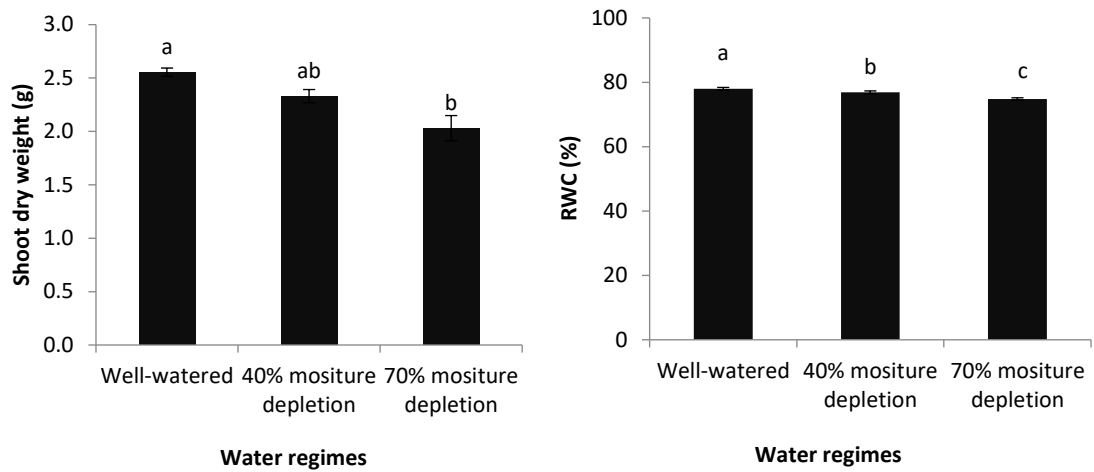 Shoot dry weight (g)
3.0
2.5
2.0
1.5
1.0
0.5
0.0
a
ab
b
Well-watered
40% mositure
depletion
70% mositure
depletion
Water regimes
RWC (%)
100
80
60
40
20
0
a
b
c
Well-watered
40% mositure
depletion
70% mositure
depletion
Water regimes